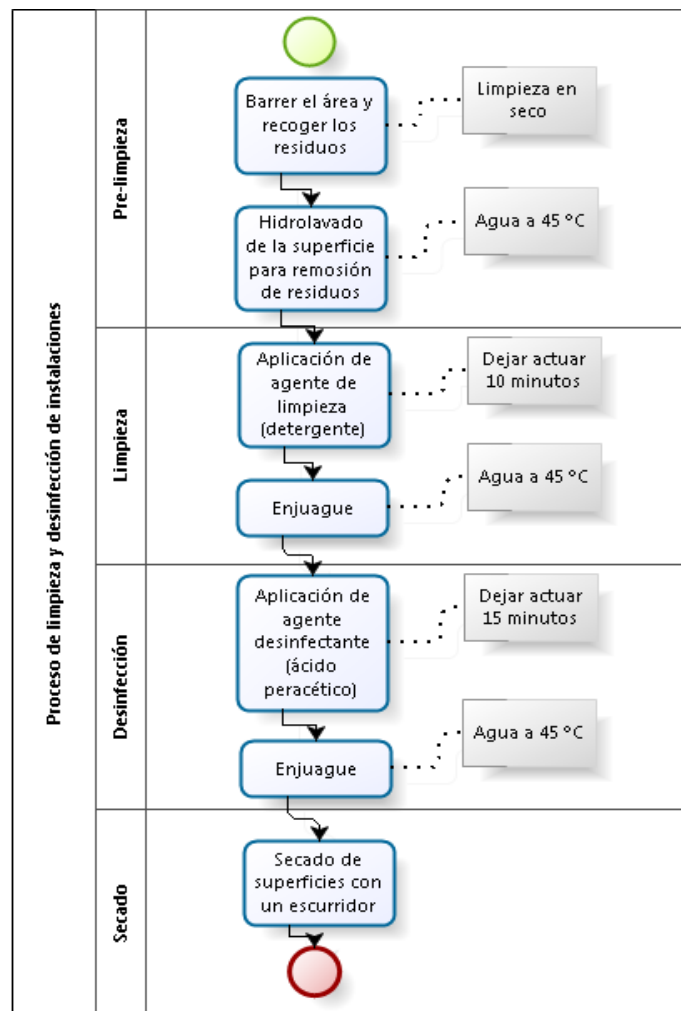 Proceso de limpieza y desinfección de instalaciones
Pre-limpieza
Barrer el área y
recoger los
residuos
Limpieza en
seco
Hidrolavado
de la superficie
para remosión
de residuos
Agua a 45 ºC
Limpieza
Aplicación de
agente de
limpieza
(detergente)
Dejar actuar
10 minutos
Enjuague
Agua a 45 ºC
Desinfección
Aplicación de
agente
desinfectante
(ácido
peracético)
Dejar actuar
15 minutos
Enjuague
Agua a 45 ºC
Secado
Secado de
superficies con
un escurridor